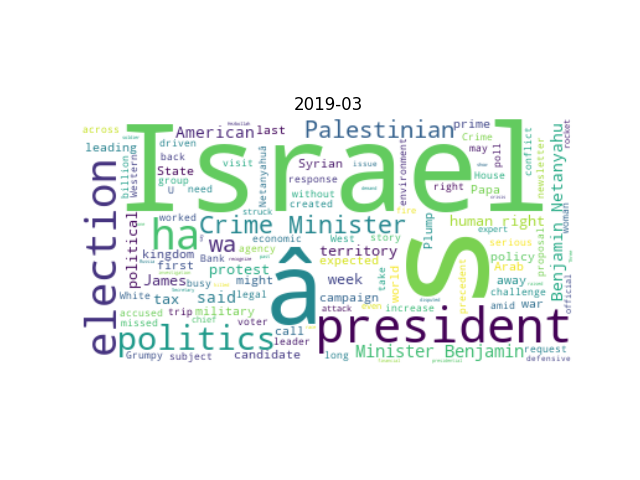 2019-03
Israel
â
s
president
election
politics
ha
wa
Crime Minister
Palestinian
American
last
prime
Crime
may
poll
House
conflict
newsletter
Benjamin Netanyahu
rocket
woman
official
across
leading
driven
back
State
group
U
need
visit
Syrian
issue
response
without
created
environment
right
Papa
Netanyahuâ
struck
billion
Western
political
worked
kingdom
first
Bank
James
tax
said
might
busy
legal
protest
agency
economic
West
story
territory
expected
week
campaign
world
take
even
fire
Plump
precedent
human right
serious
expert
policy
Arab
proposal
away
challenge
amid
war
White
trip
military
accused
chief
missed
voter
call
leader
attack
increase
Grumpy
subject
candidate
long
Minister Benjamin
request
defensive